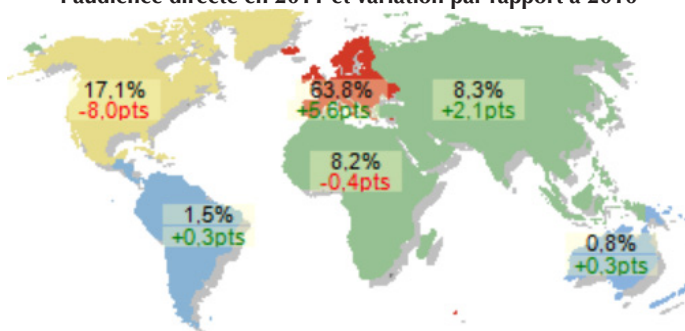 l'audience directe en 2011 et variation par rapport à 2010
17,1%
-8,0pts
63,8%
+5,6pts
8,3%
+2,1pts
8,2%
-0,4pts
1,5%
+0,3pts
0,8%
+0,3pts